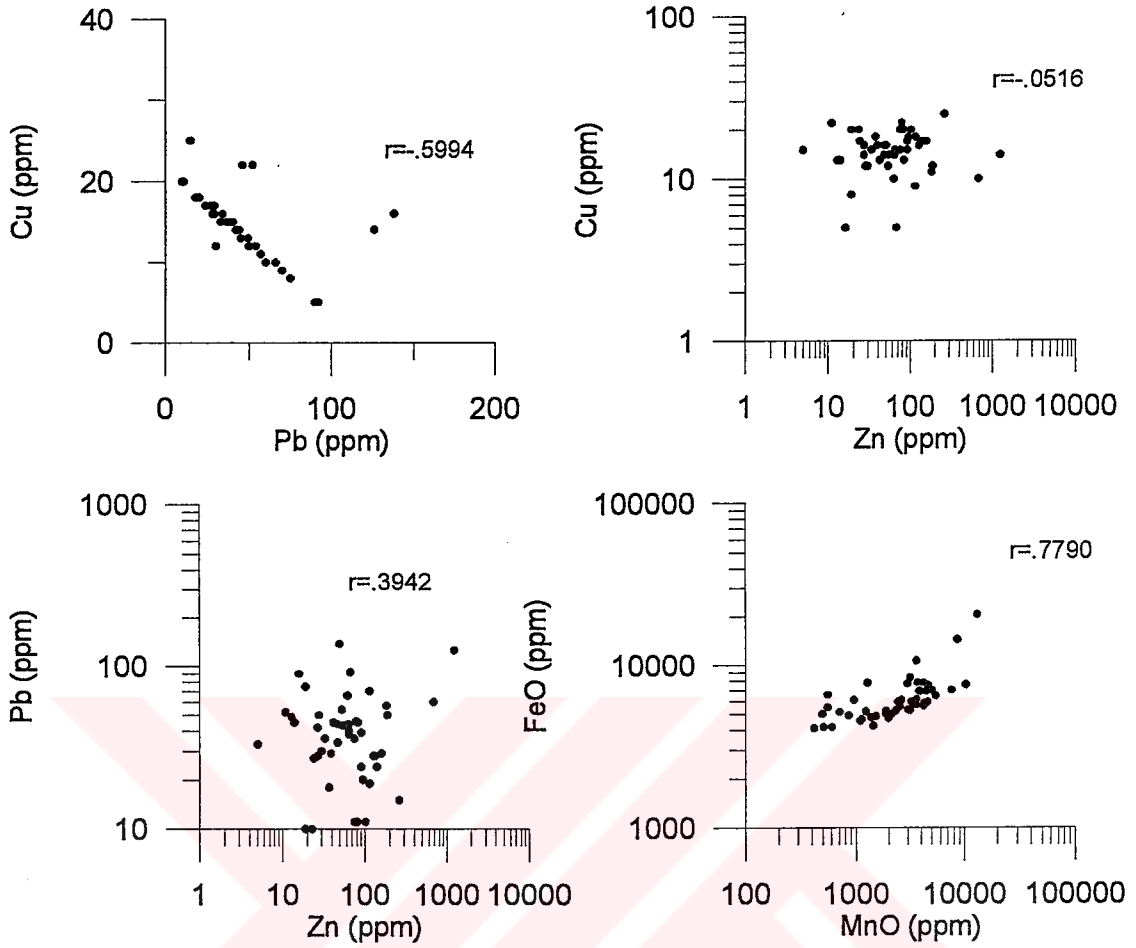 40
20
0
Cu (ppm)
r=-.5994
0 100 200
Pb (ppm)
100
10
1
Cu (ppm)
r=-.0516
1 10 100 1000 10000
Zn (ppm)
1000
100
10
Pb (ppm)
r=.3942
1 10 100 1000 10000
Zn (ppm)
100000
10000
1000
FeO (ppm)
r=.7790
100 1000 10000 100000
MnO (ppm)